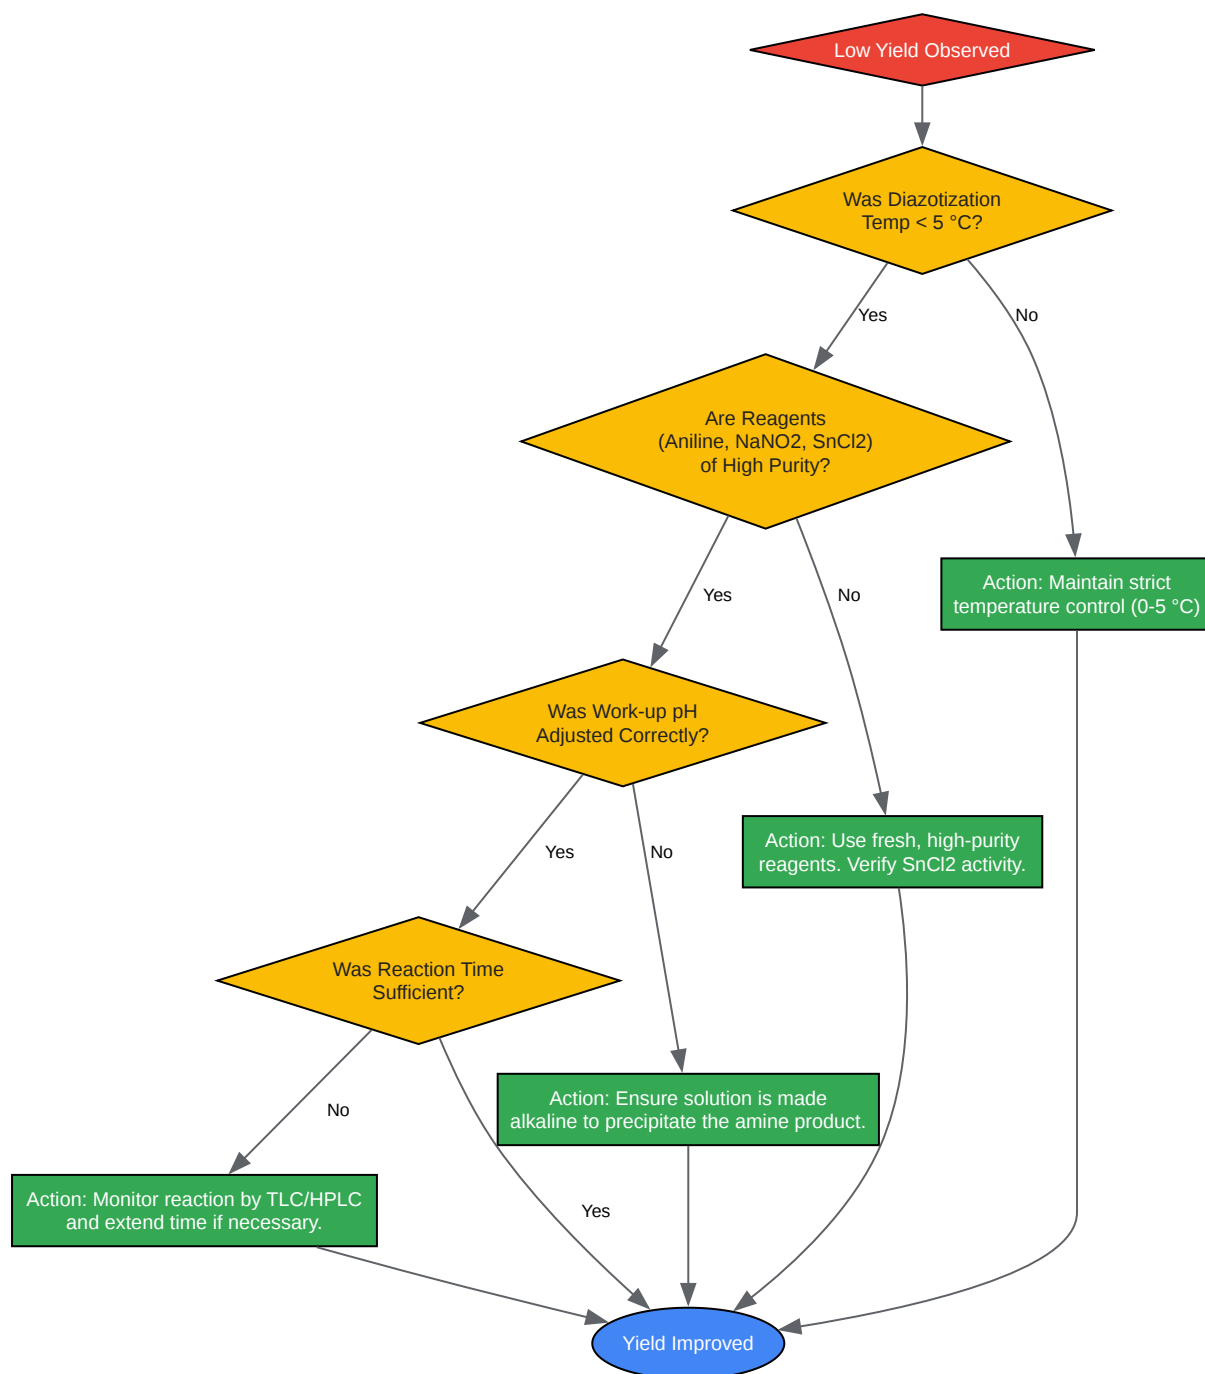 Low Yield Observed
Was Diazotization
Temp < 5 °C?
Yes
No
Are Reagents
(Aniline, NaNO2, SnCl2)
of High Purity?
Yes
No
Action: Maintain strict
temperature control (0-5 °C)
Was Work-up pH
Adjusted Correctly?
Yes
No
Action: Use fresh, high-purity
reagents. Verify SnCl2 activity.
Was Reaction Time
Sufficient?
No
Yes
Action: Ensure solution is made
alkaline to precipitate the amine product.
Action: Monitor reaction by TLC/HPLC
and extend time if necessary.
Yield Improved